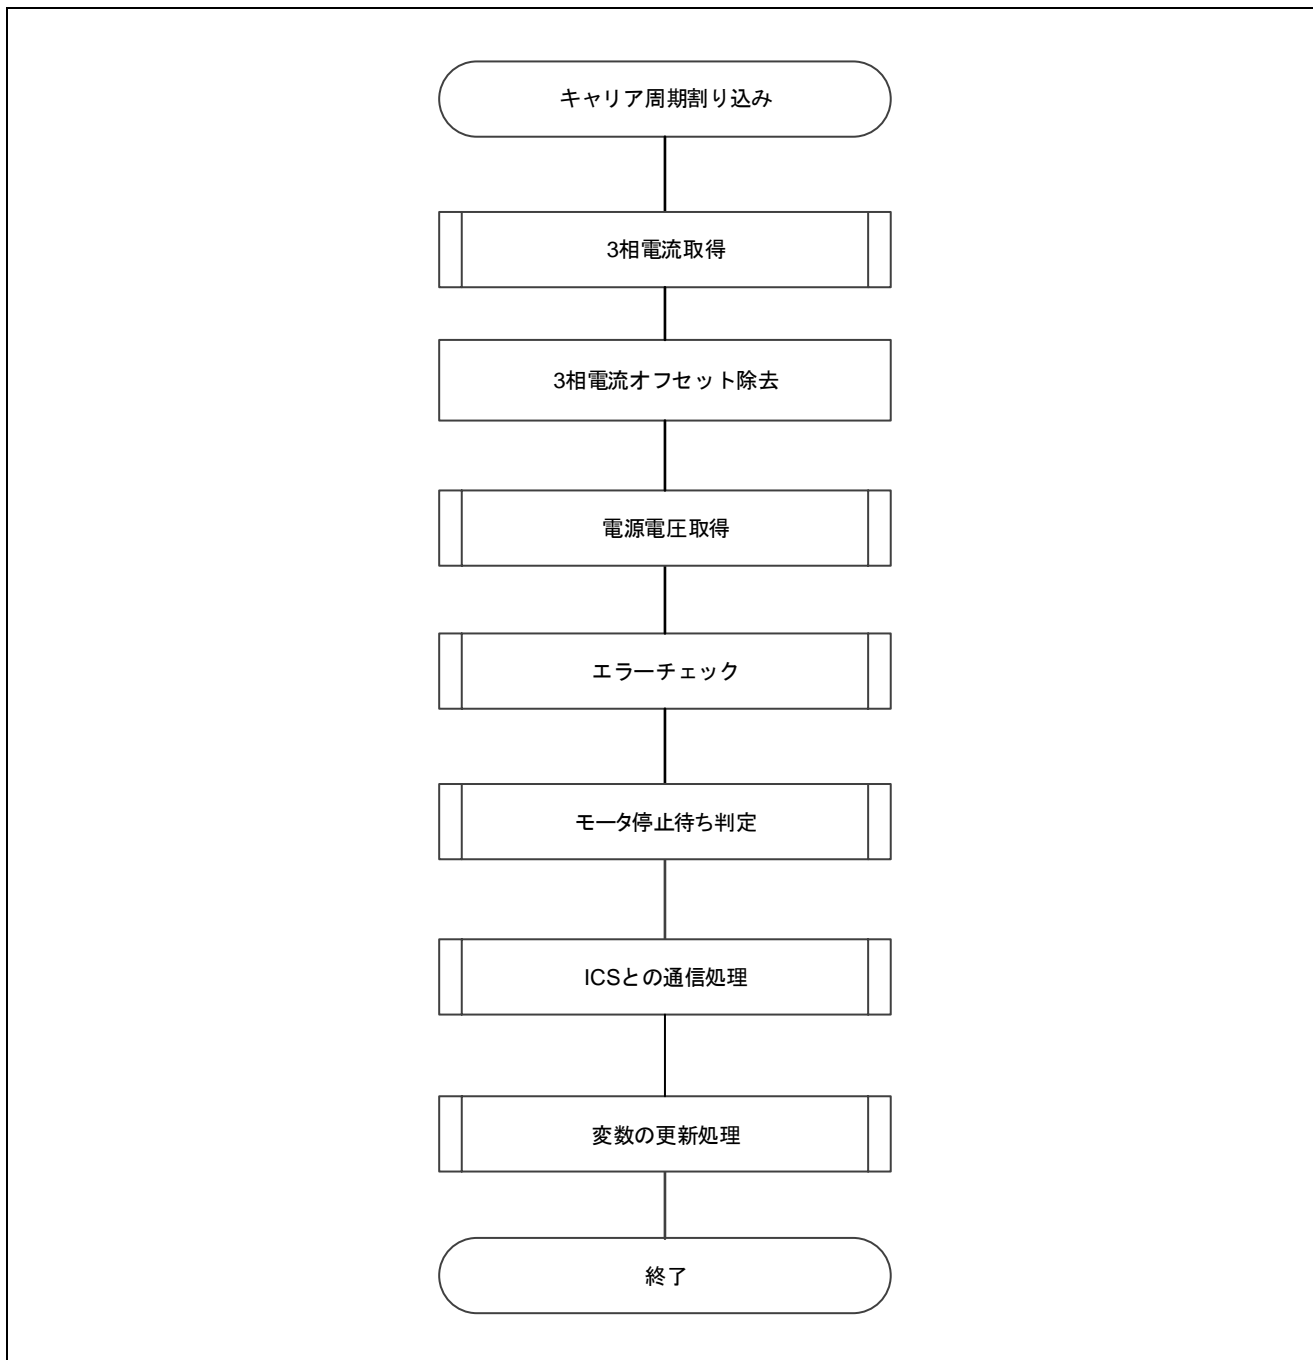 キャリア周期割り込み
3相電流取得
3相電流オフセット除去
電源電圧取得
エラーチェック
モータ停止待ち判定
ICSとの通信処理
変数の更新処理
終了